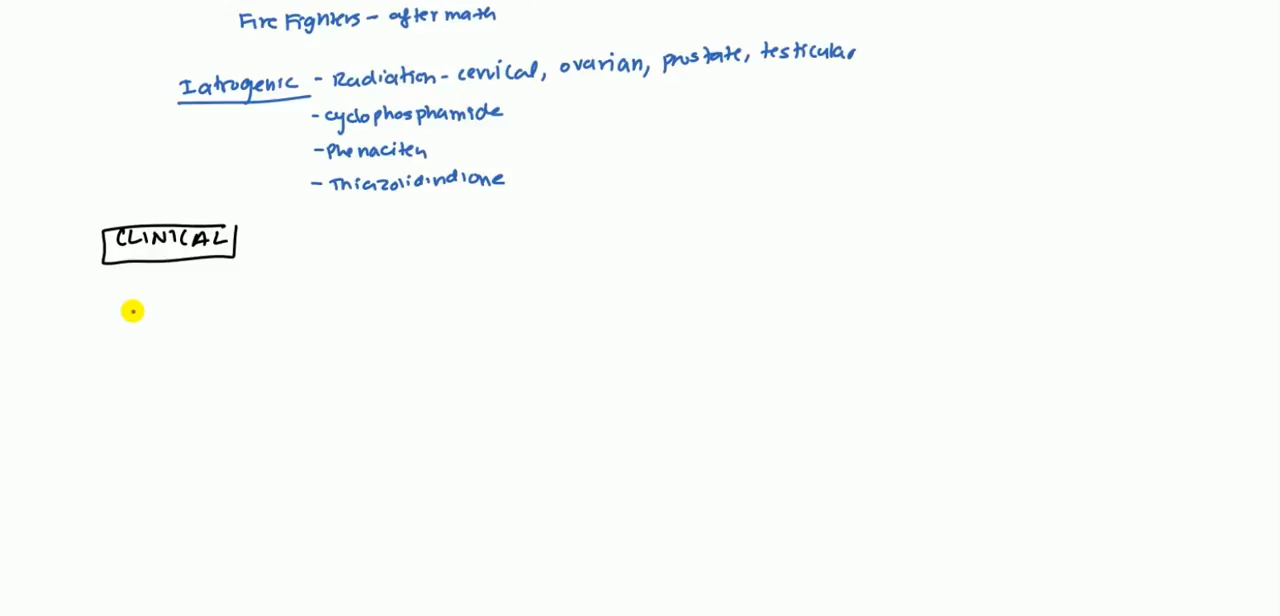 Fire Fighters - after math
Iatrogenic - Radiation - cervical, ovarian, prostate, testicular
- cyclophosphamide
- Phenaciten
- Thiazolidindione
CLINICAL